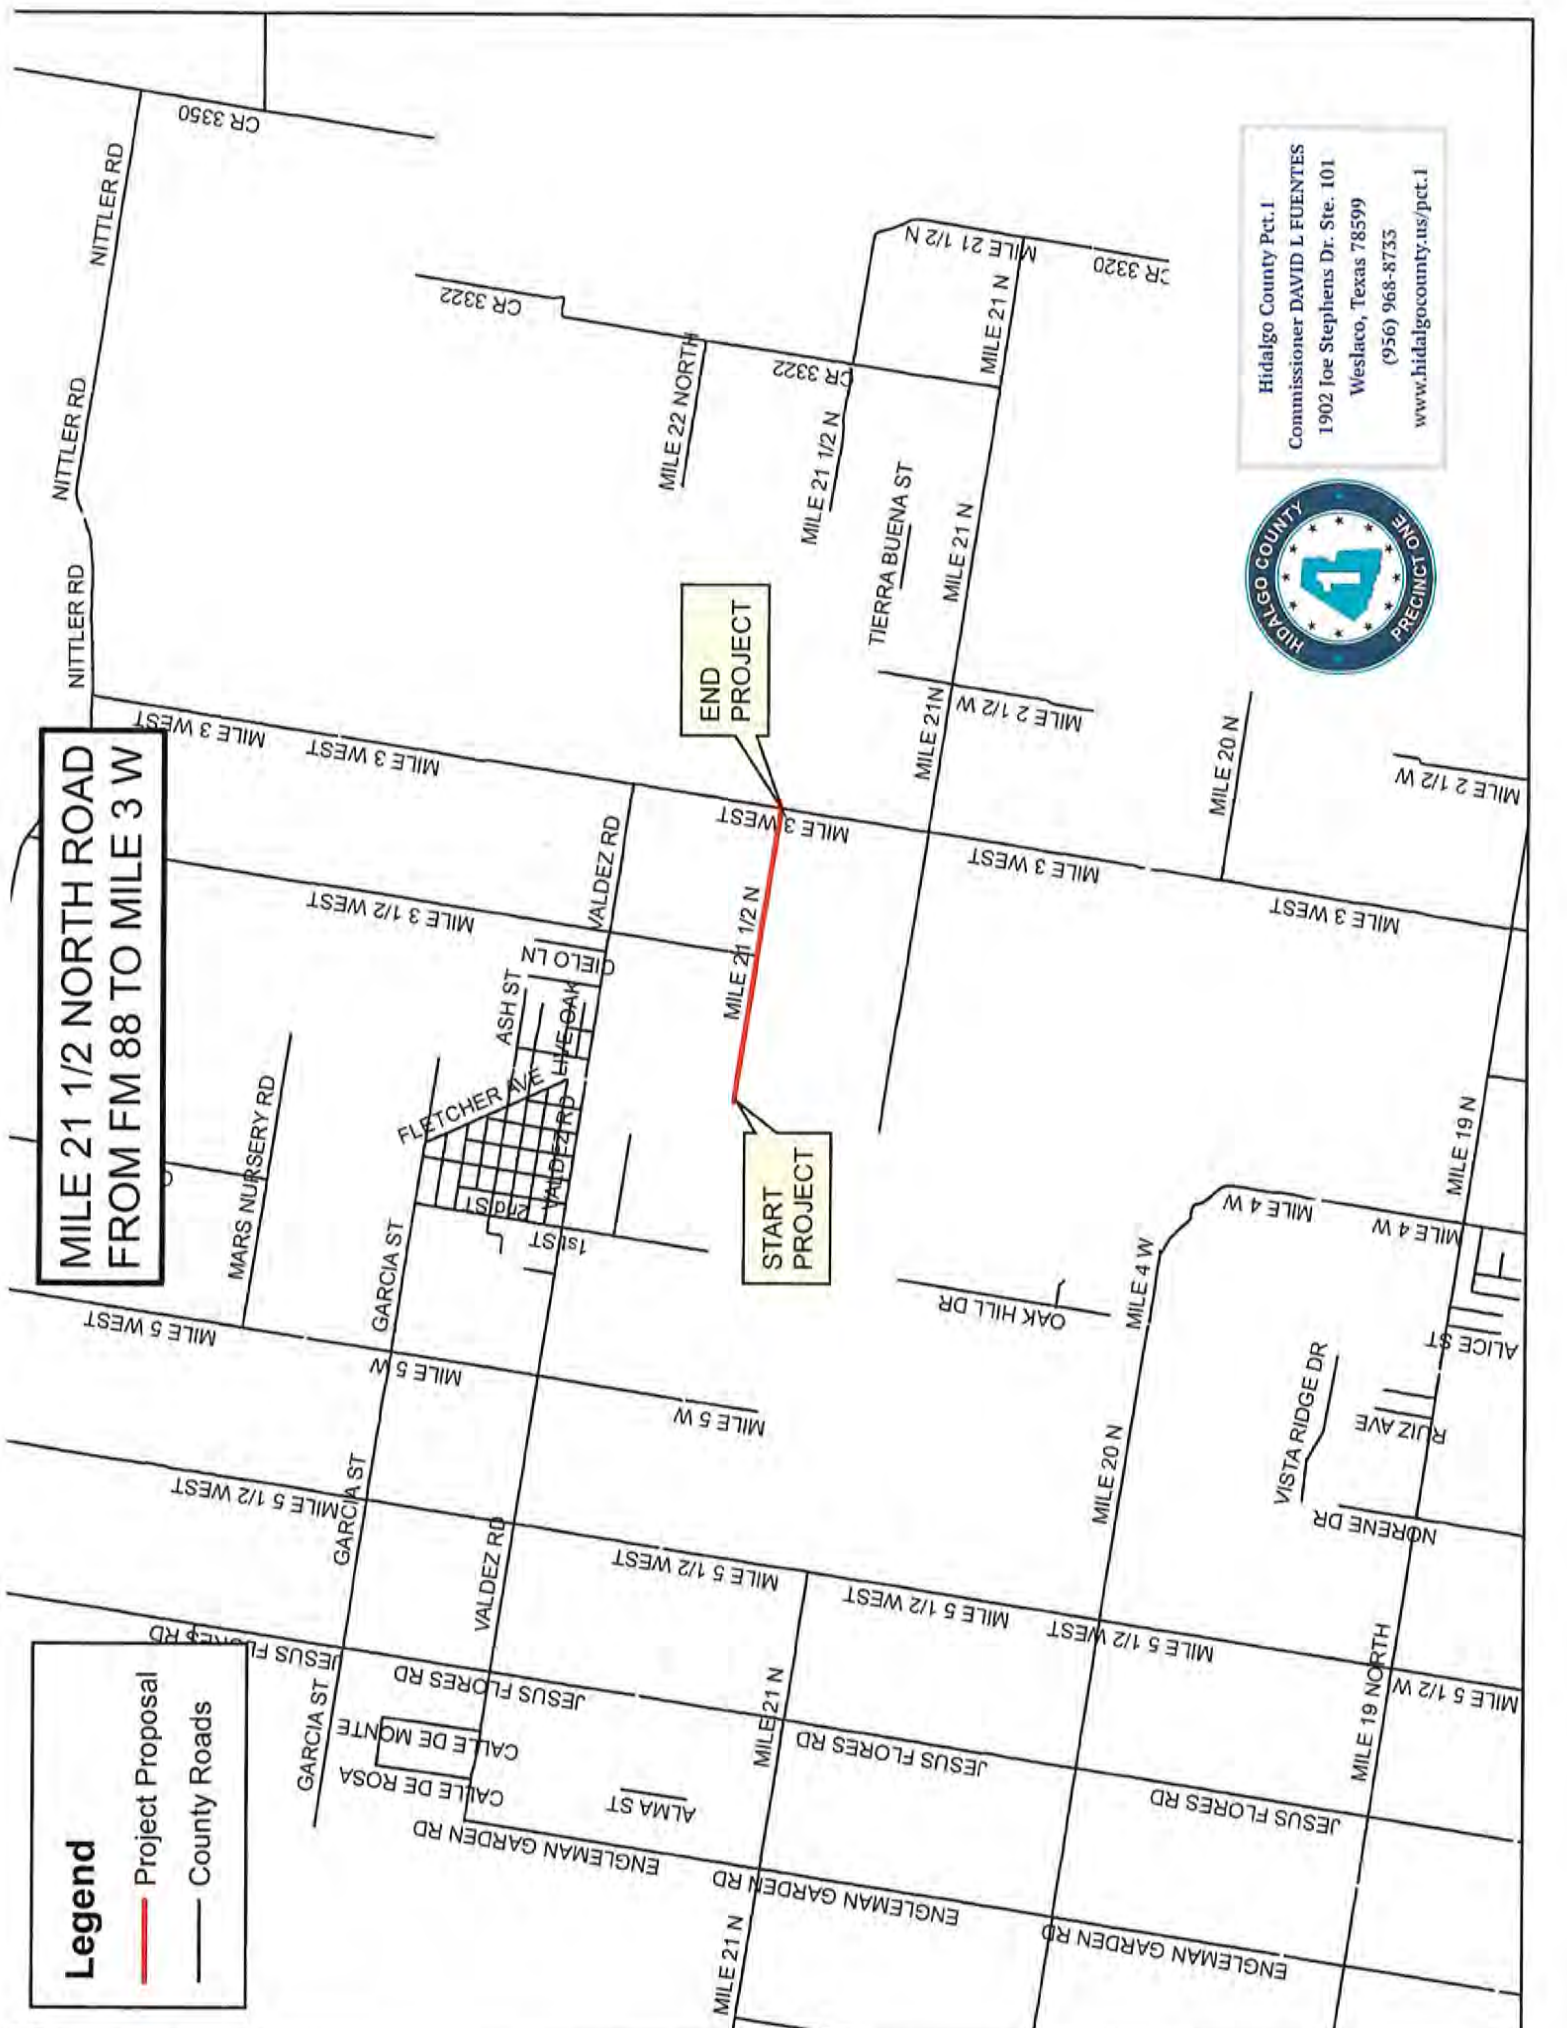 MILE 21 1/2 NORTH ROAD
FROM FM 88 TO MILE 3 W
Legend
Project Proposal
County Roads
NITTLER RD
NITTLER RD
NITTLER RD
CR 3350
MILE 3 WEST
MILE 3 WEST
MILE 3 1/2 WEST
MARS NURSERY RD
MILE 5 WEST
MILE 5 1/2 WEST
JESUS FLORES RD
GARCIA ST
GARCIA ST
GARCIA ST
MILE 5 W
MILE 5 W
FLETCHER AVE
ASH ST
CIELO LN
LIVE OAK
VALDEZ RD
VALDEZ RD
VALDEZ RD
2nd ST
1st ST
JESUS FLORES RD
CALLE DE MONTE
CALLE DE ROSA
ENGLEMAN GARDEN RD
ALMA ST
MILE 5 1/2 WEST
CR 3322
CR 3322
MILE 22 NORTH
MILE 21 1/2 N
MILE 21 1/2 N
MILE 21 N
CR 3320
TIERRA BUENA ST
MILE 21 N
END
PROJECT
MILE 3 WEST
MILE 21 1/2 N
START
PROJECT
MILE 21 N
MILE 2 1/2 W
MILE 3 WEST
MILE 20 N
MILE 2 1/2 W
MILE 3 WEST
OAK HILL DR
MILE 4 W
MILE 4 W
MILE 4 W
MILE 19 N
ALICE ST
RUIZ AVE
VISTA RIDGE DR
NORENE DR
MILE 20 N
MILE 5 1/2 WEST
MILE 5 1/2 WEST
MILE 5 1/2 W
MILE 19 NORTH
MILE 21 N
JESUS FLORES RD
JESUS FLORES RD
MILE 21 N
ENGLEMAN GARDEN RD
ENGLEMAN GARDEN RD
HIDALGO COUNTY
1
PRECINCT ONE
Hidalgo County Pct.1
Commissioner DAVID L FUENTES
1902 Joe Stephens Dr. Ste. 101
Weslaco, Texas 78599
(956) 968-8733
www.hidalgocounty.us/pct.1